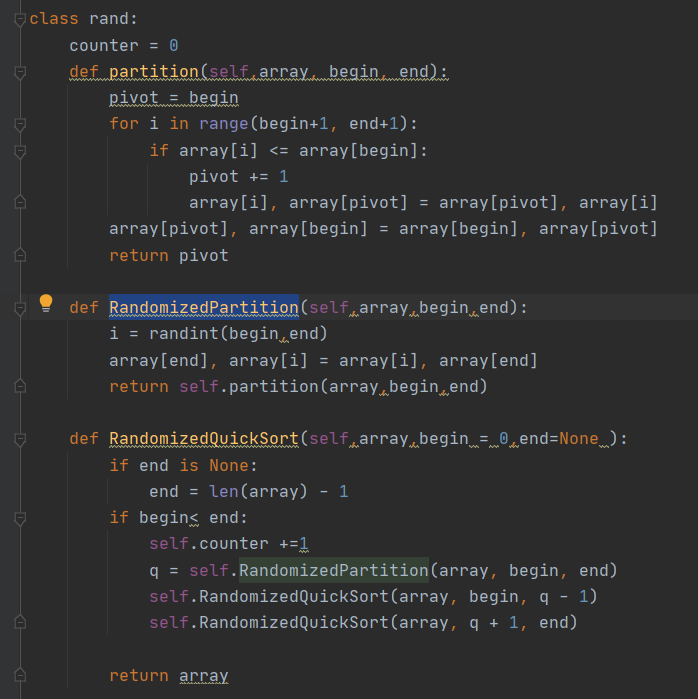 class rand:
    counter = 0
    def partition(self,array, begin, end):
        pivot = begin
        for i in range(begin+1, end+1):
            if array[i] <= array[begin]:
                pivot += 1
                array[i], array[pivot] = array[pivot], array[i]
        array[pivot], array[begin] = array[begin], array[pivot]
        return pivot

    def RandomizedPartition(self,array,begin,end):
        i = randint(begin,end)
        array[end], array[i] = array[i], array[end]
        return self.partition(array,begin,end)

    def RandomizedQuickSort(self,array,begin = 0,end=None ):
        if end is None:
            end = len(array) - 1
        if begin< end:
            self.counter +=1
            q = self.RandomizedPartition(array, begin, end)
            self.RandomizedQuickSort(array, begin, q - 1)
            self.RandomizedQuickSort(array, q + 1, end)

        return array